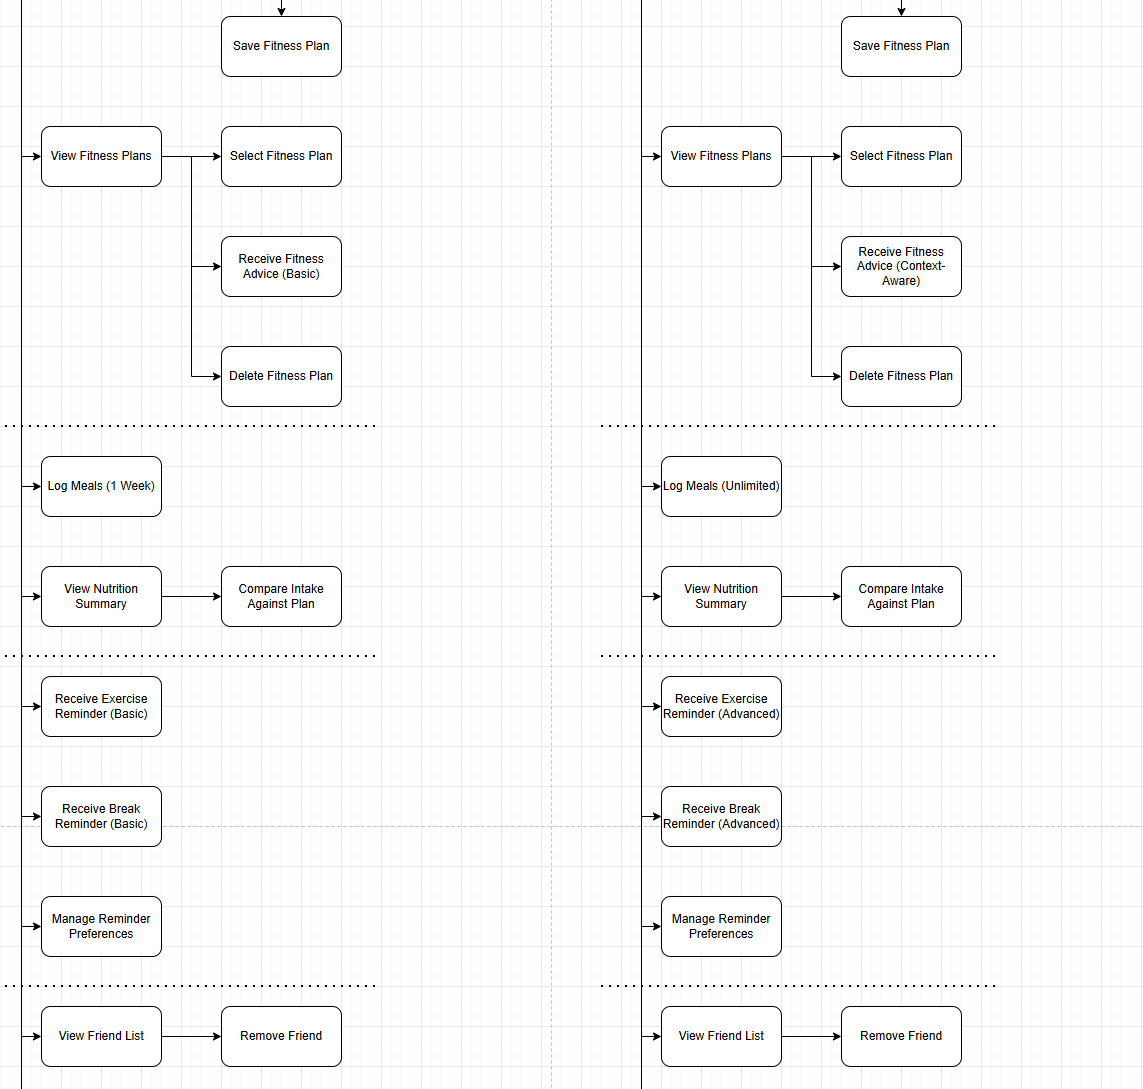 Save Fitness Plan
Save Fitness Plan
View Fitness Plans
Select Fitness Plan
View Fitness Plans
Select Fitness Plan
Receive Fitness
Advice (Basic)
Receive Fitness
Advice (Context-
Aware)
Delete Fitness Plan
Delete Fitness Plan
Log Meals (1 Week)
Log Meals (Unlimited)
View Nutrition
Summary
Compare Intake
Against Plan
View Nutrition
Summary
Compare Intake
Against Plan
Receive Exercise
Reminder (Basic)
Receive Exercise
Reminder (Advanced)
Receive Break
Reminder (Basic)
Receive Break
Reminder (Advanced)
Manage Reminder
Preferences
Manage Reminder
Preferences
View Friend List
Remove Friend
View Friend List
Remove Friend